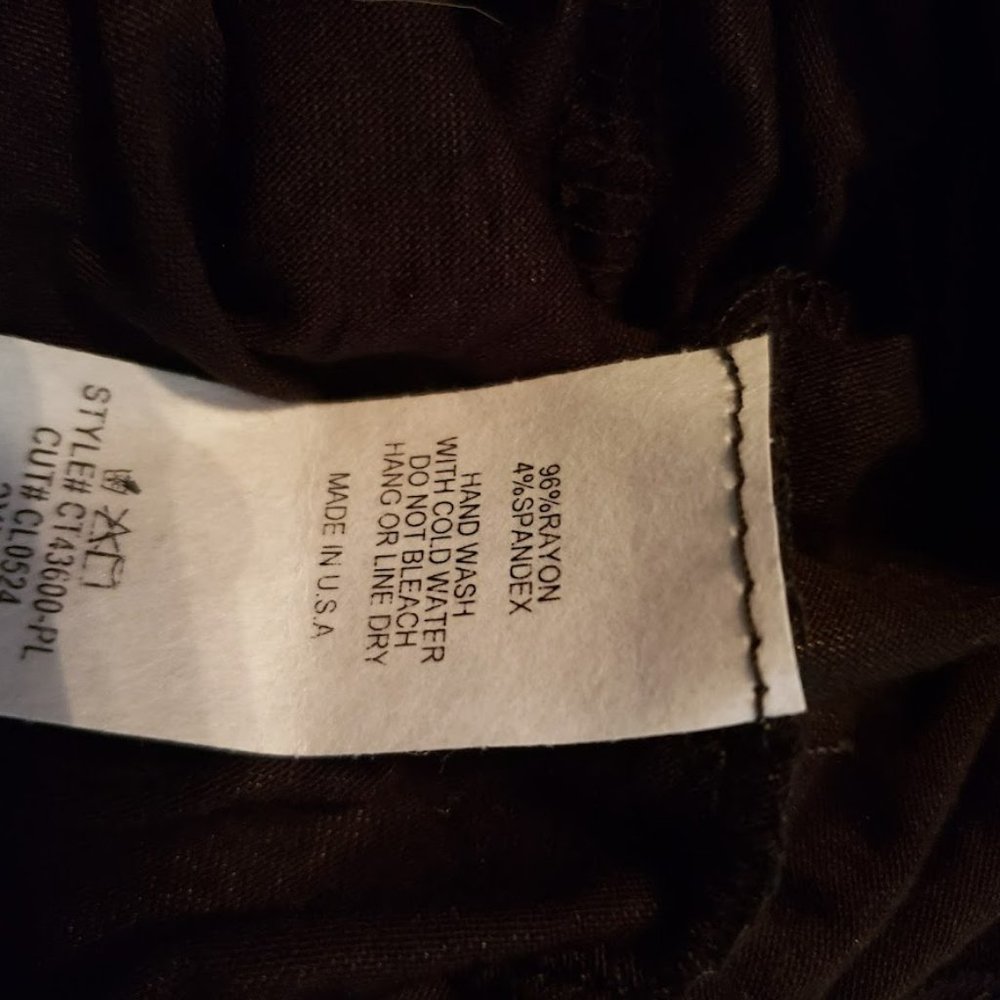 96%RAYON
4%SPANDEX
HAND WASH
WITH COLD WATER
DO NOT BLEACH
HANG OR LINE DRY
MADE IN U.S.A
STYLE# CT43600-PL
CUT# CL0524